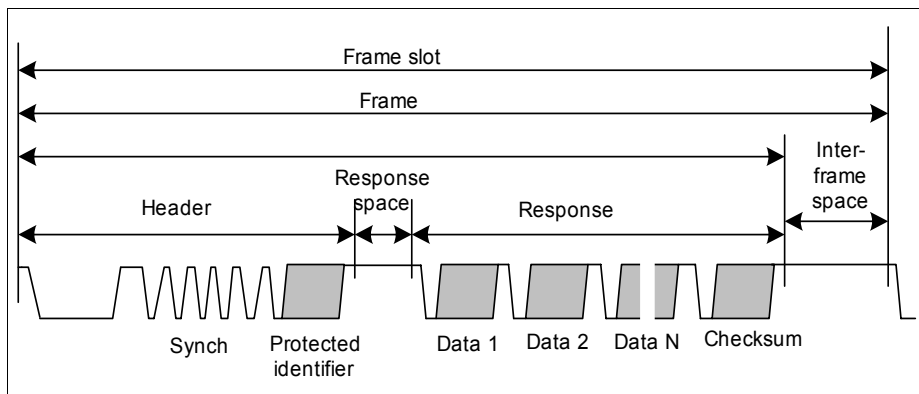 Frame slot
Frame
Inter-
frame
space
Response
space
Header
Response
Synch
Protected
identifier
Data 1
Data 2
Data N
Checksum